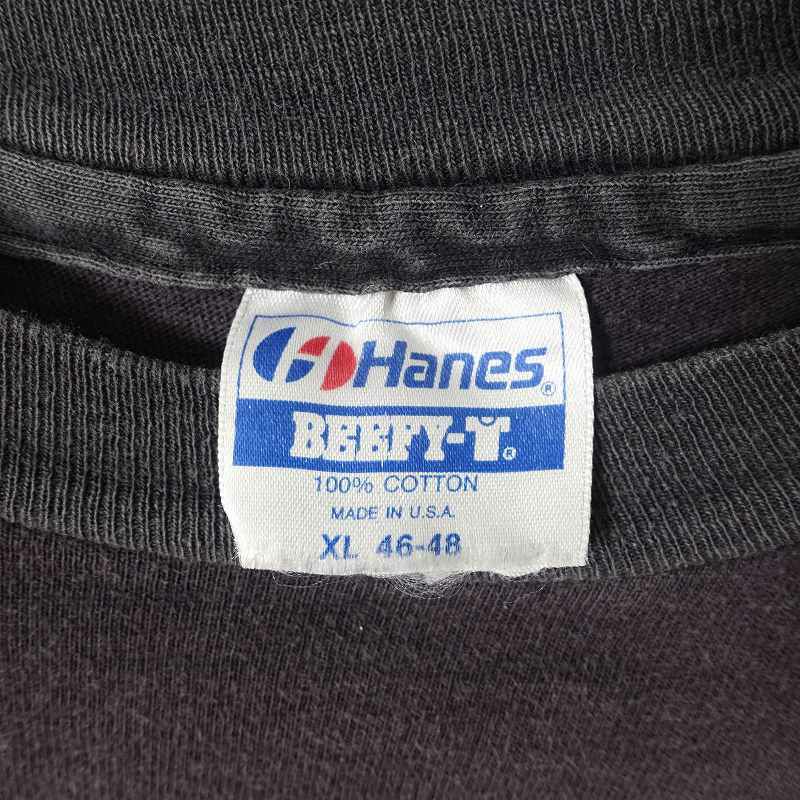 Hanes®
BEEFY-T®
100% COTTON
MADE IN U.S.A.
XL 46-48